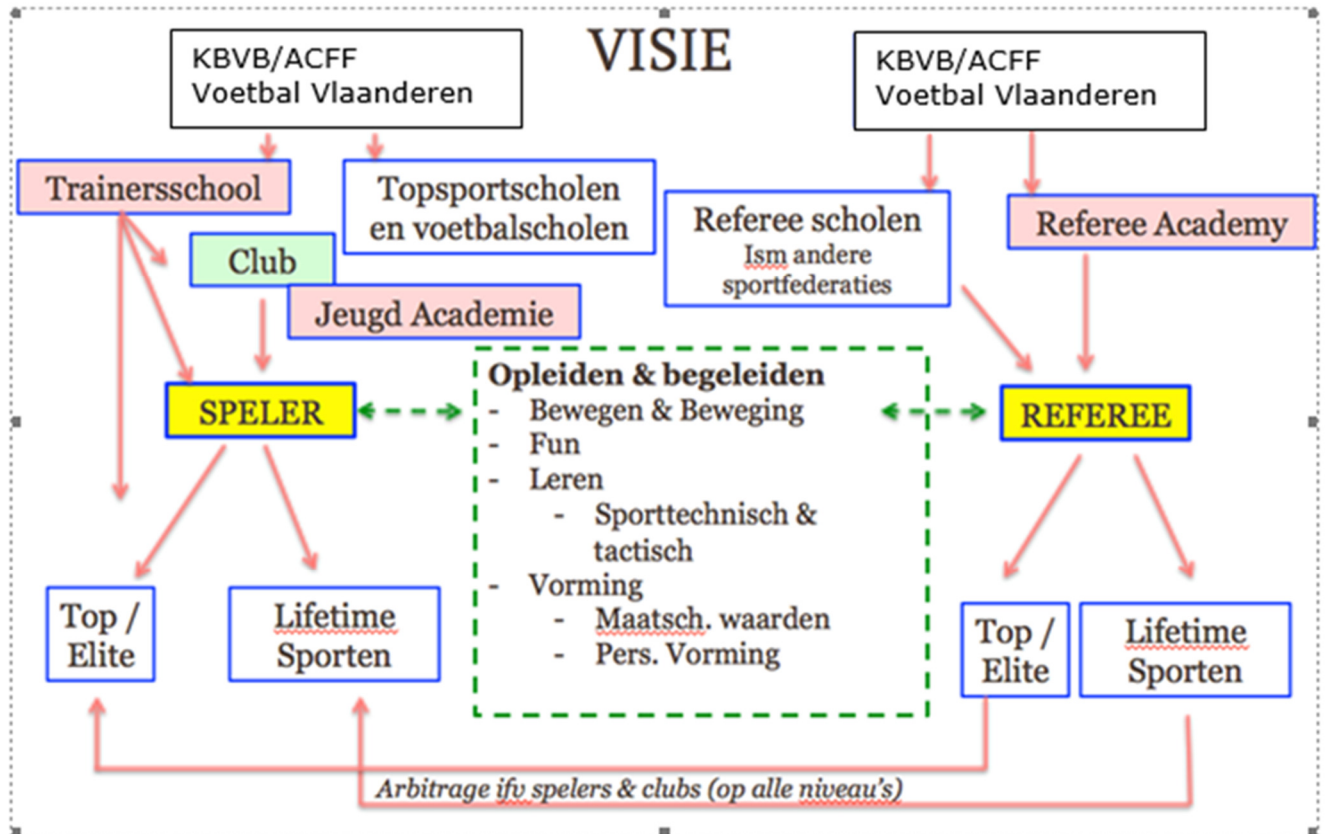 VISIE
KBVB/ACFF
Voetbal Vlaanderen
KBVB/ACFF
Voetbal Vlaanderen
Trainersschool
Topsportscholen
en voetbalscholen
Club
Jeugd Academie
Referee scholen
Ism andere
sportfederaties
Referee Academy
SPELER
Opleiden & begeleiden
- Bewegen & Beweging
- Fun
- Leren
- Sporttechnisch &
tactisch
- Vorming
- Maatsch. waarden
- Pers. Vorming
REFEREE
Top /
Elite
Lifetime
Sporten
Top /
Elite
Lifetime
Sporten
Arbitrage ifv spelers & clubs (op alle niveau's)